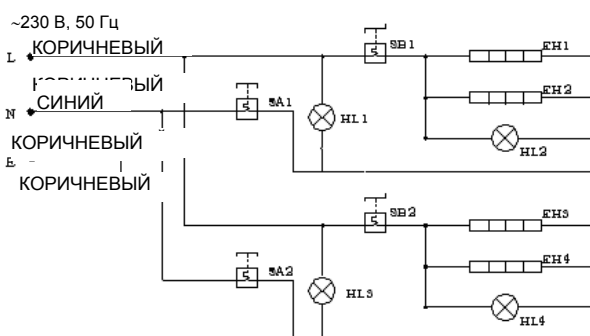 ~230 В, 50 Гц
L КОРИЧНЕВЫЙ
КОРИЧНЕВЫЙ
N СИНИЙ
КОРИЧНЕВЫЙ
E
КОРИЧНЕВЫЙ
SB1
EH1
EH2
SA1
HL1
HL2
SB2
EH3
EH4
SA2
HL3
HL4